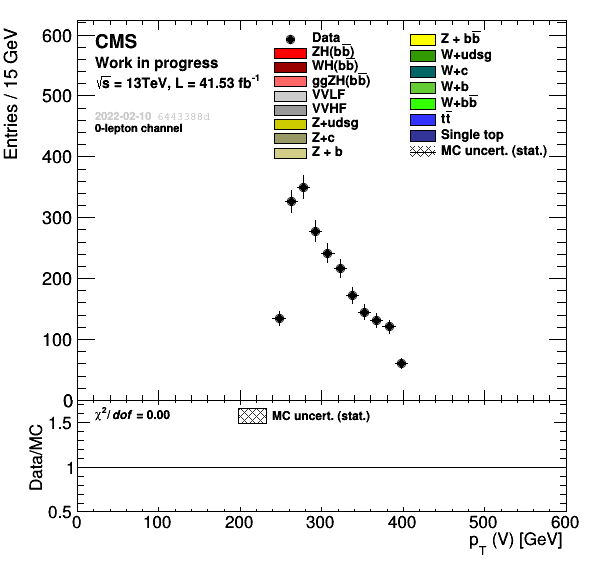 Entries / 15 GeV
600
500
400
300
200
100
0
CMS
Work in progress
√s = 13TeV, L = 41.53 fb⁻¹
2022-02-10 6443388d
0-lepton channel
Data
ZH(bb̅)
WH(bb̅)
ggZH(bb̅)
VVLF
VVHF
Z+udsg
Z+c
Z + b
Z + bb̅
W+udsg
W+c
W+b
W+bb̅
tt̅
Single top
MC uncert. (stat.)
Data/MC
1.5
1
0.5
χ²/dof = 0.00
MC uncert. (stat.)
0 100 200 300 400 500 600
p_T (V) [GeV]